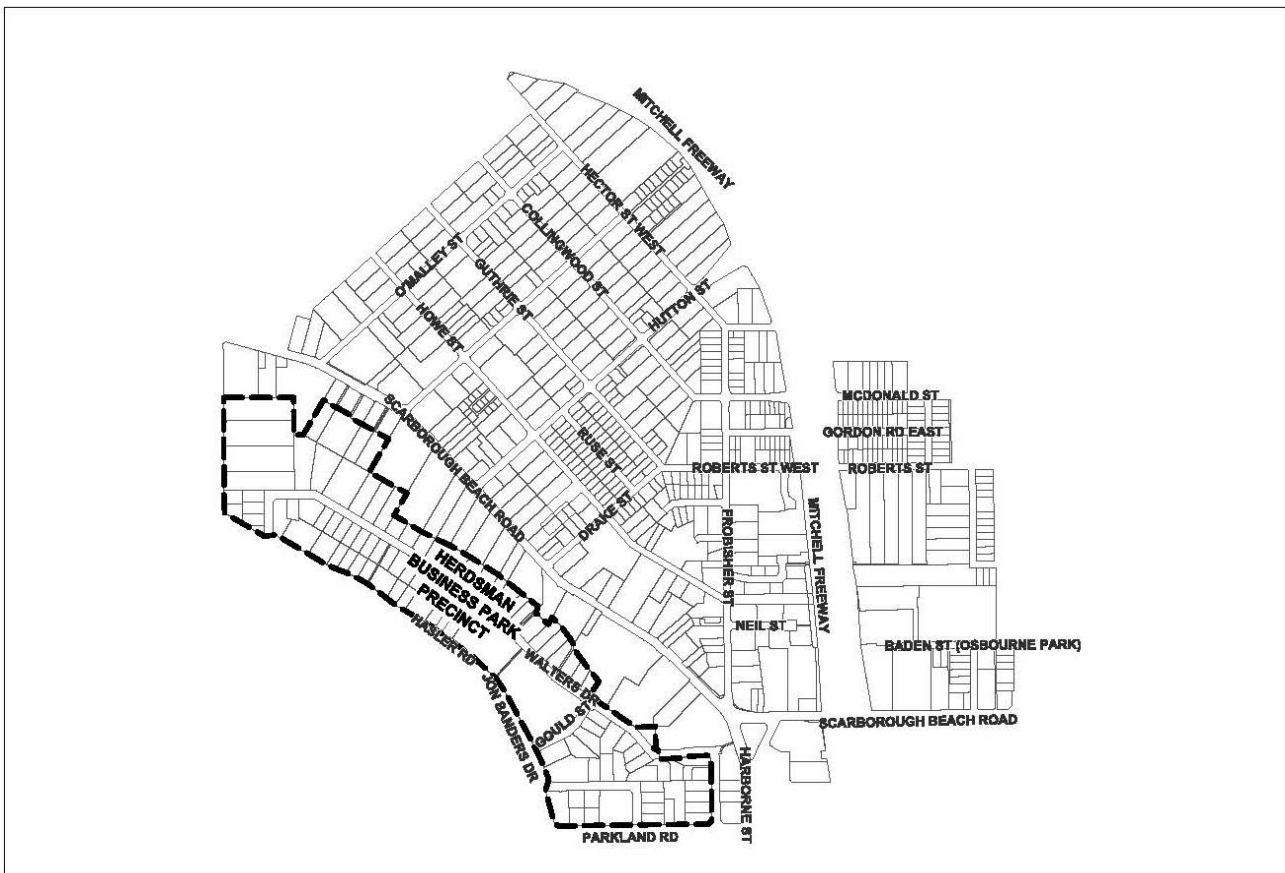 MITCHELL FREEWAY
HECTOR ST WEST
COLLINGWOOD ST
O'MALLEY ST
GUTHRIE ST
HUTTON ST
HOWE ST
SCARBOROUGH BEACH ROAD
MCDONALD ST
GORDON RD EAST
RUSE ST
ROBERTS ST WEST
ROBERTS ST
DRAKE ST
FROBISHER ST
MITCHELL FREEWAY
HERDSMAN
BUSINESS PARK
PRECINCT
HASLER RD
NEIL ST
BADEN ST (OSBOURNE PARK)
WALTERS DR
JON SANDERS DR
GOULD ST
SCARBOROUGH BEACH ROAD
HARBORNE ST
PARKLAND RD